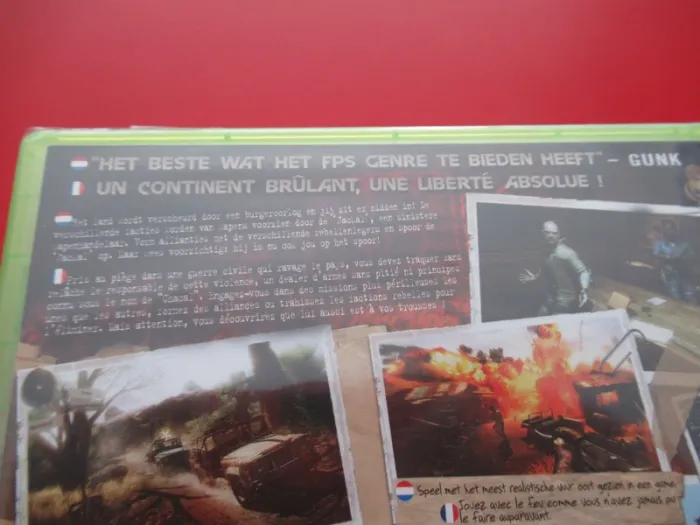 "HET BESTE WAT HET FPS GENRE TE BIEDEN HEEFT" – GUNK
UN CONTINENT BRÛLANT, UNE LIBERTÉ ABSOLUE !
Het land wordt verscheurd door een burgeroorlog en jij zit er midden in! De
verschillende facties worden van wapens voorzien door de "Jackal", een sinistere
wapenhandelaar. Vorm allianties met de verschillende rebellenlegers en spoor de
"Jackal" op. Maar wees voorzichtig: hij is nu ook jou op het spoor!
Pris au piège dans une guerre civile qui ravage le pays, vous devez traquer sans
relâche le responsable de cette violence, un dealer d'armes sans pitié ni principes
connu sous le nom de "Chacal". Engagez-vous dans des missions plus périlleuses les
unes que les autres, formez des alliances ou trahissez les factions rebelles pour
l'éliminer. Mais attention, vous découvrirez que lui aussi est à vos trousses !
Speel met het meest realistische vuur ooit gezien in een game.
Jouez avec le feu comme vous n'avez jamais pu
le faire auparavant.